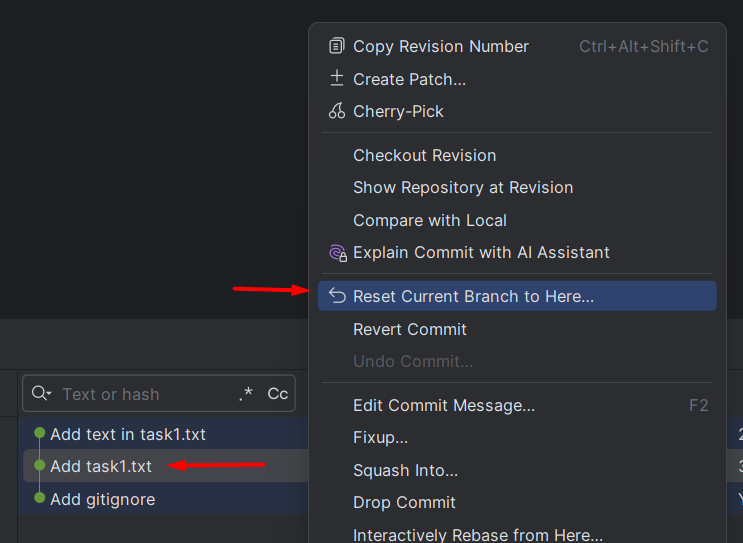 Copy Revision Number Ctrl+Alt+Shift+C
Create Patch...
Cherry-Pick
Checkout Revision
Show Repository at Revision
Compare with Local
Explain Commit with AI Assistant
Reset Current Branch to Here...
Revert Commit
Undo Commit...
Edit Commit Message... F2
Fixup...
Squash Into...
Drop Commit
Interactively Rebase from Here...
Text or hash .* Cc
Add text in task1.txt
Add task1.txt
Add gitignore